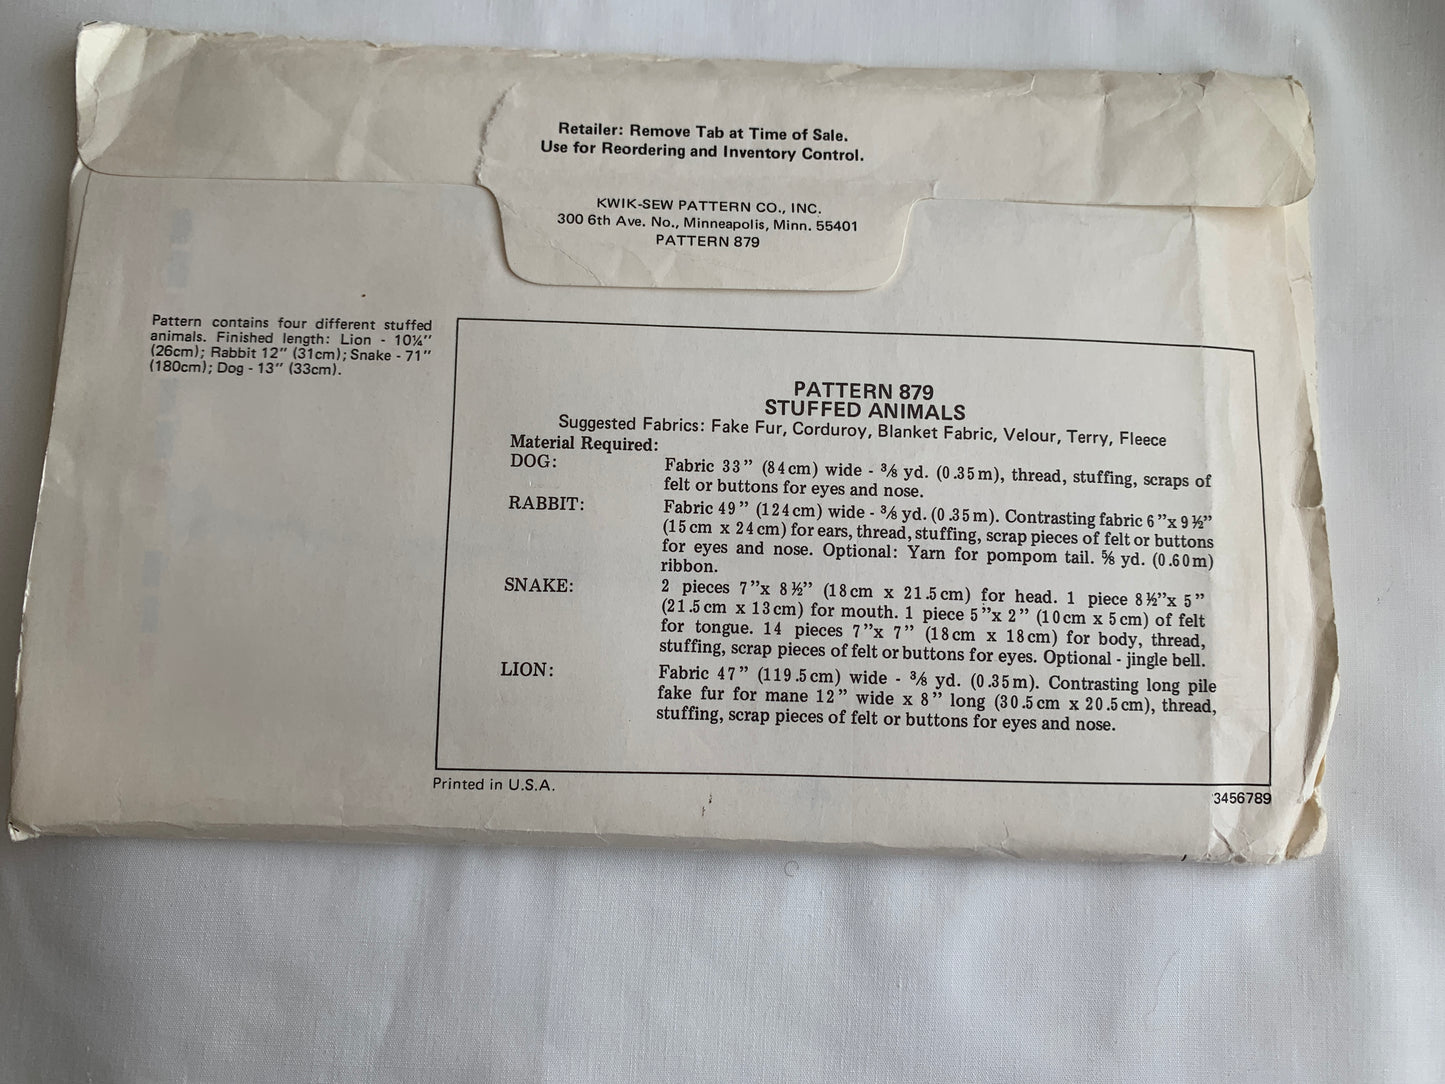 Retailer: Remove Tab at Time of Sale.
Use for Reordering and Inventory Control.
KWIK-SEW PATTERN CO., INC.
300 6th Ave. No., Minneapolis, Minn. 55401
PATTERN 879
Pattern contains four different stuffed
animals. Finished length: Lion - 10¼"
(26cm); Rabbit 12" (31cm); Snake - 71"
(180cm); Dog - 13" (33cm).
PATTERN 879
STUFFED ANIMALS
Suggested Fabrics: Fake Fur, Corduroy, Blanket Fabric, Velour, Terry, Fleece
Material Required:
DOG: Fabric 33" (84cm) wide - ⅜ yd. (0.35m), thread, stuffing, scraps of
felt or buttons for eyes and nose.
RABBIT: Fabric 49" (124cm) wide - ⅜ yd. (0.35m). Contrasting fabric 6"x 9½"
(15cm x 24cm) for ears, thread, stuffing, scrap pieces of felt or buttons
for eyes and nose. Optional: Yarn for pompom tail. ⅝ yd. (0.60m)
ribbon.
SNAKE: 2 pieces 7"x 8½" (18cm x 21.5cm) for head. 1 piece 8½"x 5"
(21.5cm x 13cm) for mouth. 1 piece 5"x 2" (10cm x 5cm) of felt
for tongue. 14 pieces 7"x 7" (18cm x 18cm) for body, thread,
stuffing, scrap pieces of felt or buttons for eyes. Optional - jingle bell.
LION: Fabric 47" (119.5cm) wide - ⅜ yd. (0.35m). Contrasting long pile
fake fur for mane 12" wide x 8" long (30.5cm x 20.5cm), thread,
stuffing, scrap pieces of felt or buttons for eyes and nose.
Printed in U.S.A.
3456789